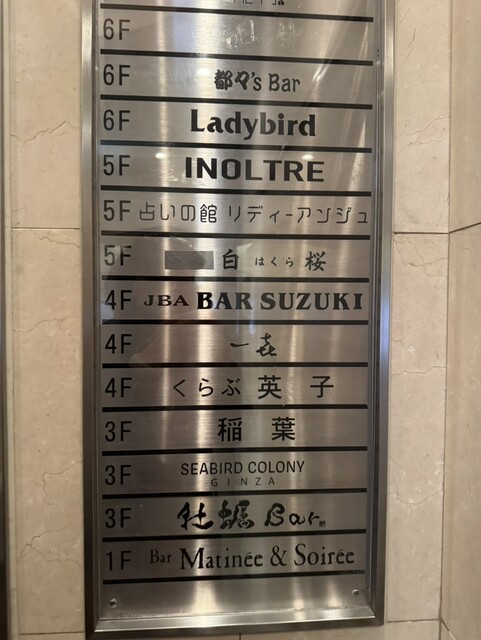 6F
6F 都々's Bar
6F Ladybird
5F INOLTRE
5F 占いの館 リディーアンジュ
5F 白 はくら 桜
4F JBA BAR SUZUKI
4F 一㐂
4F くらぶ 英子
3F 稲葉
3F SEABIRD COLONY
GINZA
3F 牡蠣 Bar
1F Bar Matinée & Soirée